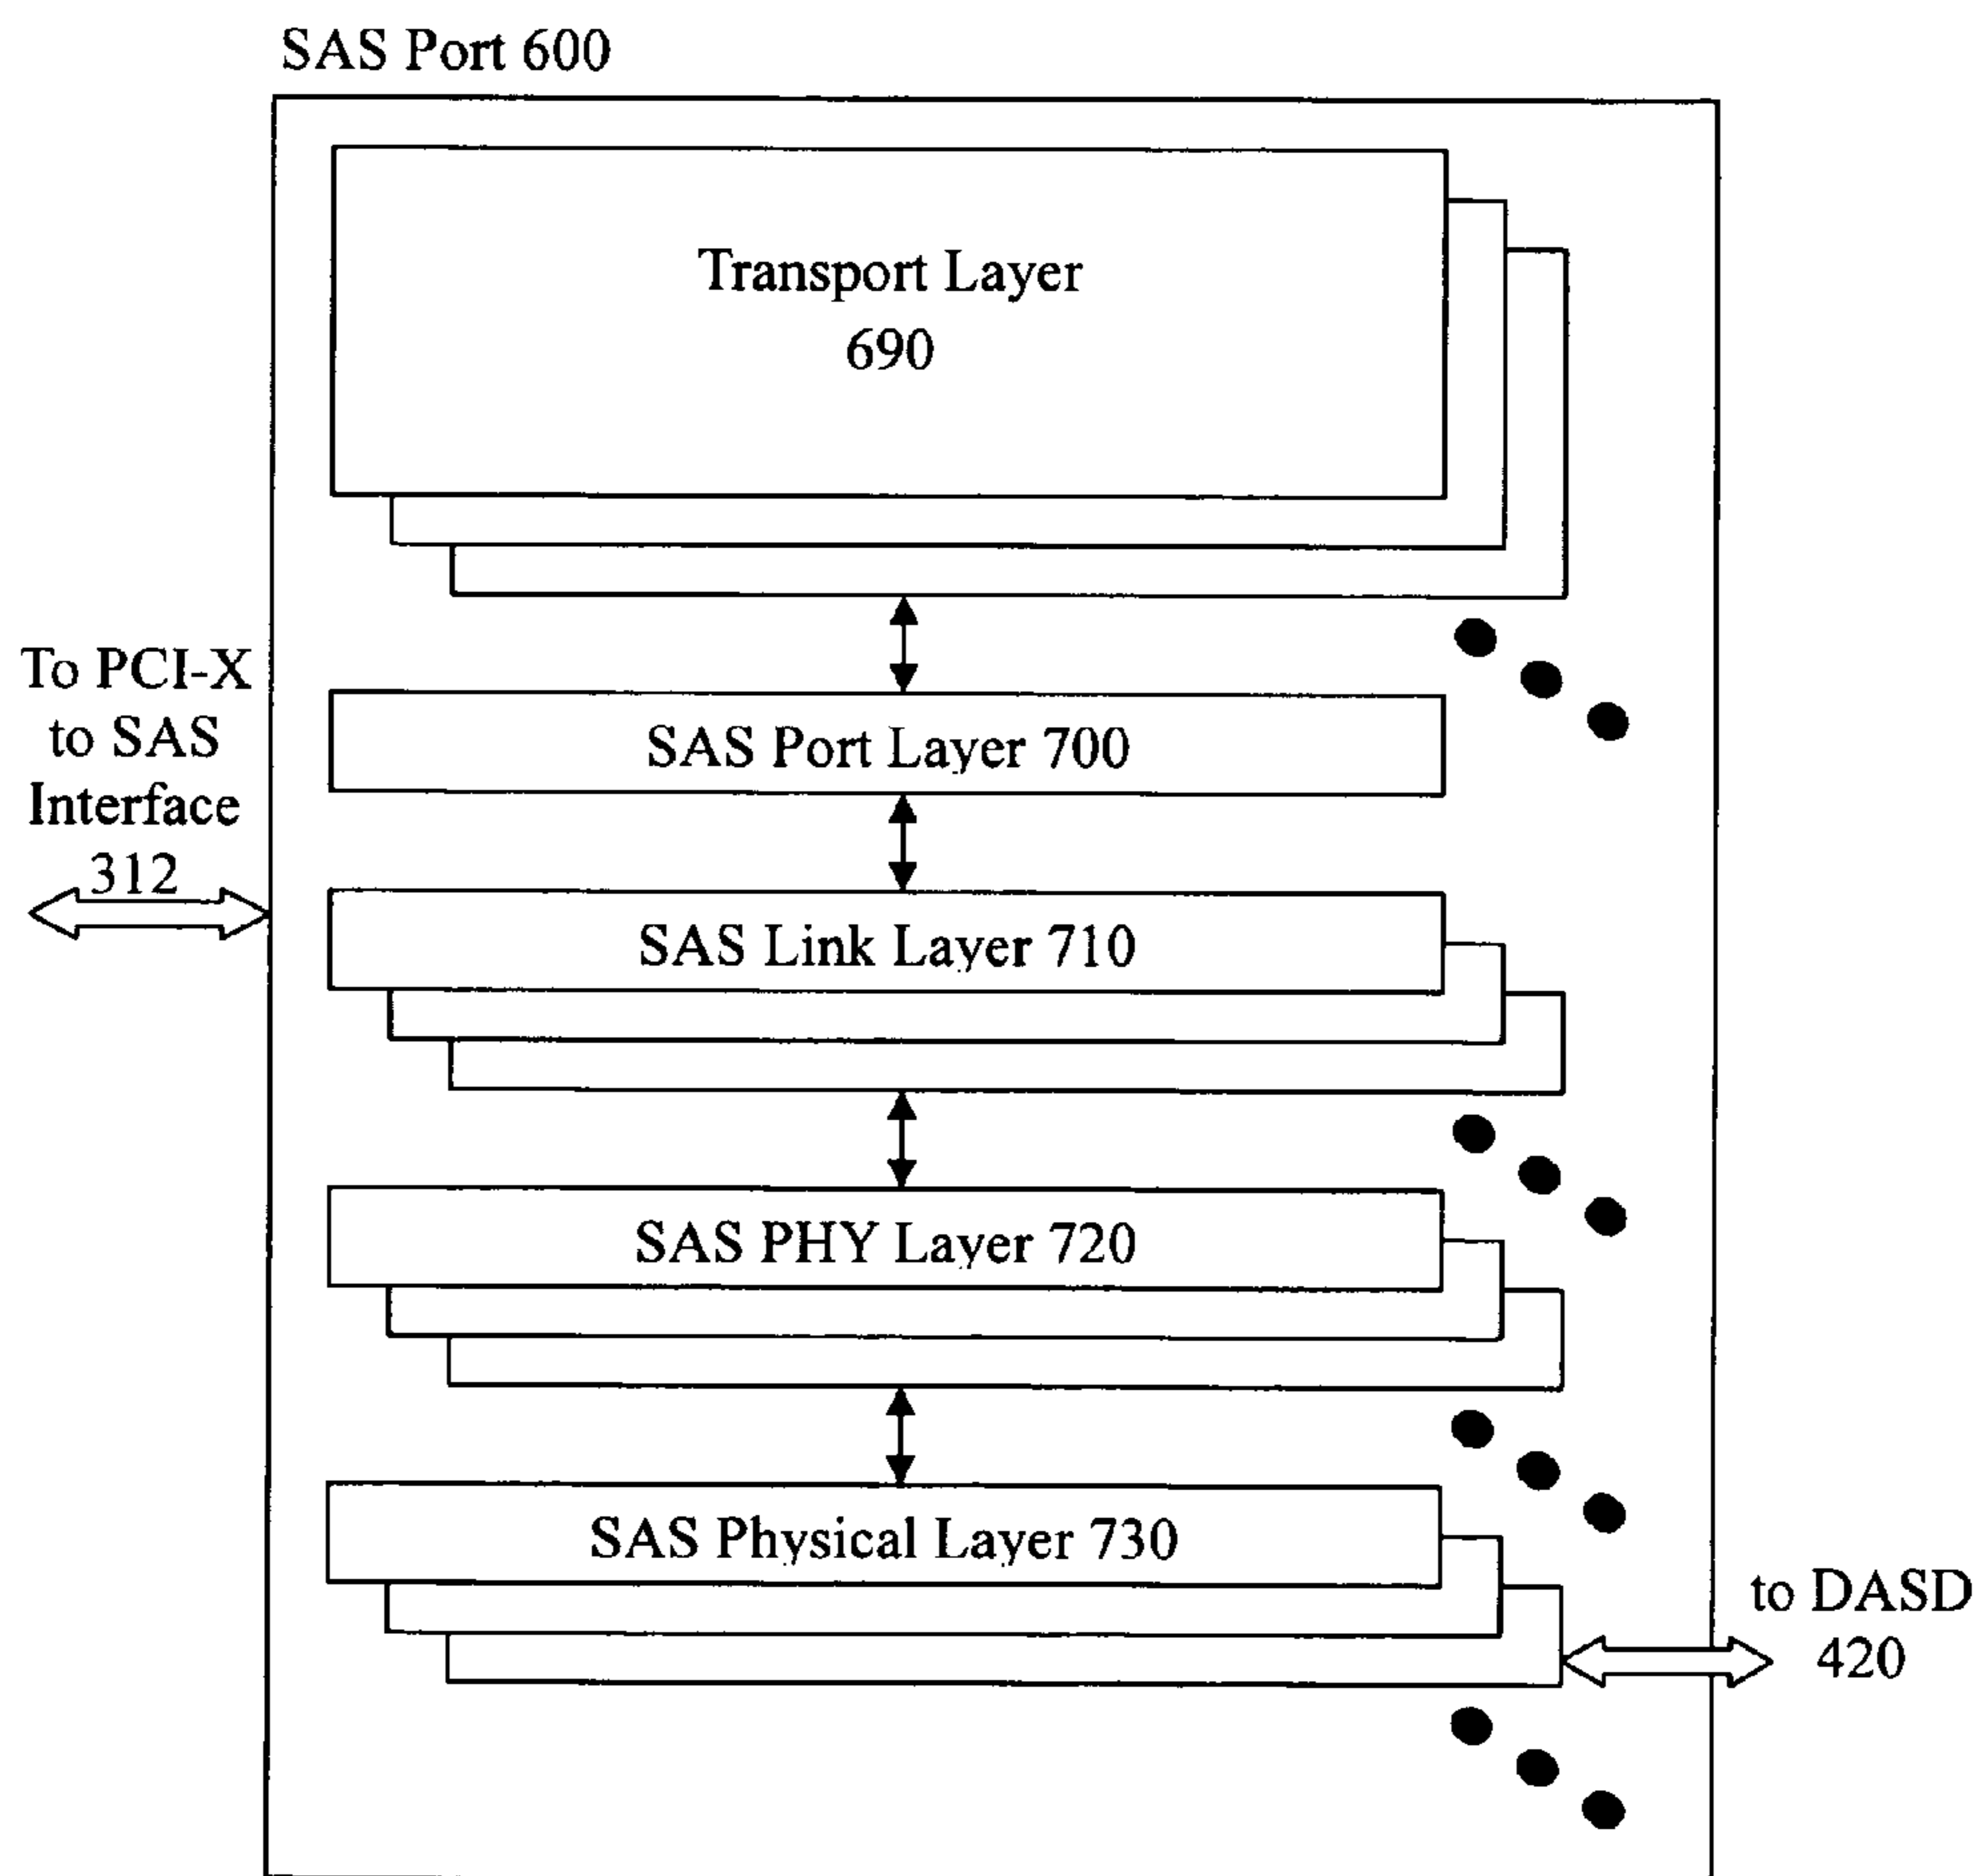 SAS Port 600
Transport Layer
690
To PCI-X
to SAS
Interface
312
SAS Port Layer 700
SAS Link Layer 710
SAS PHY Layer 720
SAS Physical Layer 730
to DASD
420